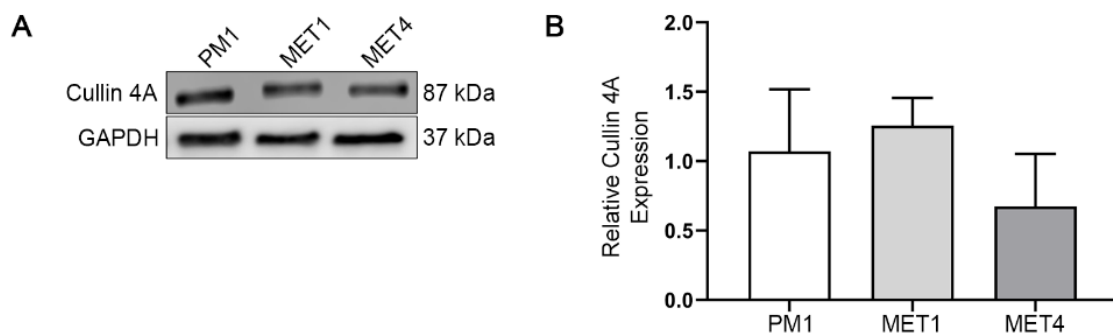 A
PM1 MET1 MET4
Cullin 4A 87 kDa
GAPDH 37 kDa
B
Relative Cullin 4A
Expression
2.0
1.5
1.0
0.5
0.0
PM1 MET1 MET4